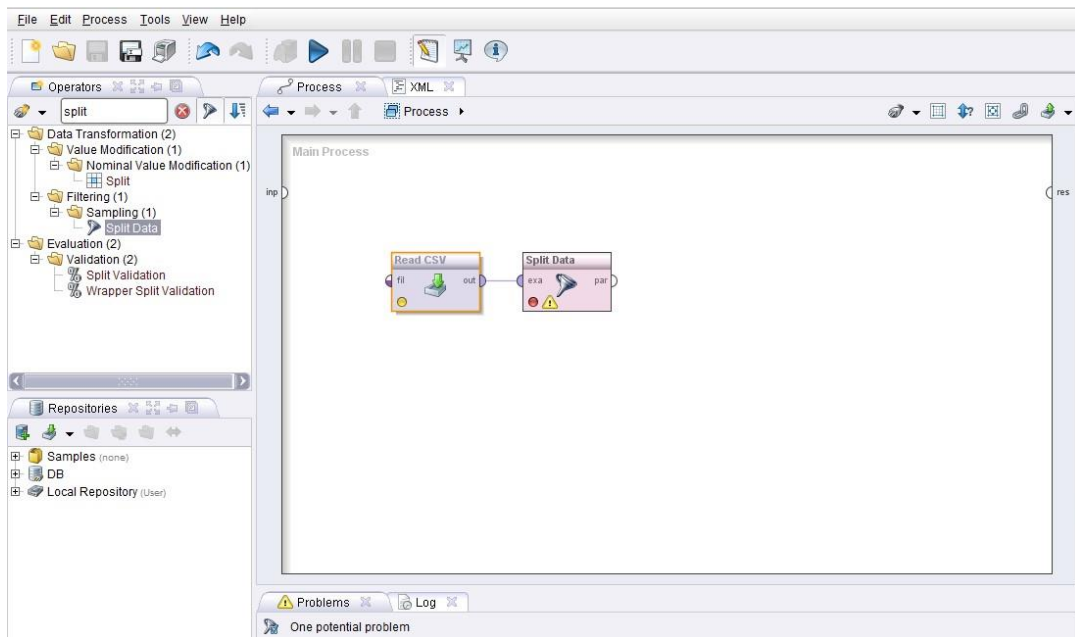 File Edit Process Tools View Help
Operators
Process
XML
split
Process
Data Transformation (2)
Value Modification (1)
Nominal Value Modification (1)
Split
Filtering (1)
Sampling (1)
Split Data
Evaluation (2)
Validation (2)
Split Validation
Wrapper Split Validation
Main Process
inp
res
Read CSV
fil
out
Split Data
exa
par
Repositories
Samples (none)
DB
Local Repository (User)
Problems
Log
One potential problem